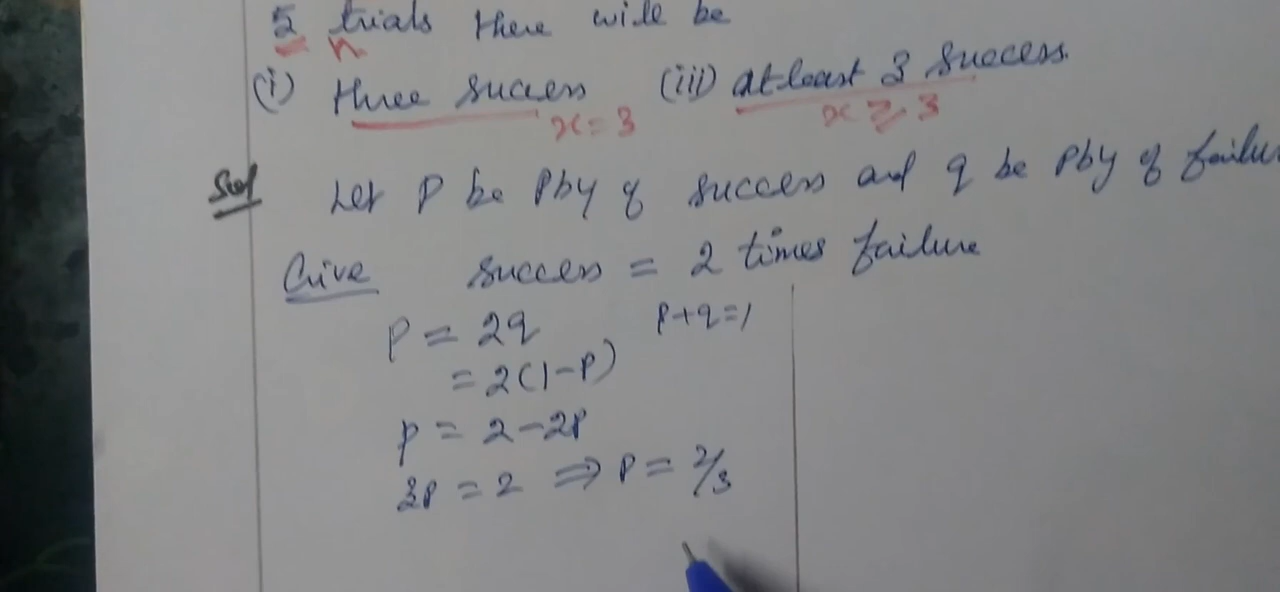 5 trials there will be
n
(i) three success (iii) atleast 3 success.
x = 3 x ≥ 3
Sol Let P be Pby of success and q be Pby of failu
Give success = 2 times failure
P = 2q p+q=1
= 2(1-P)
p = 2-2p
3p = 2 ⇒ P = 2/3